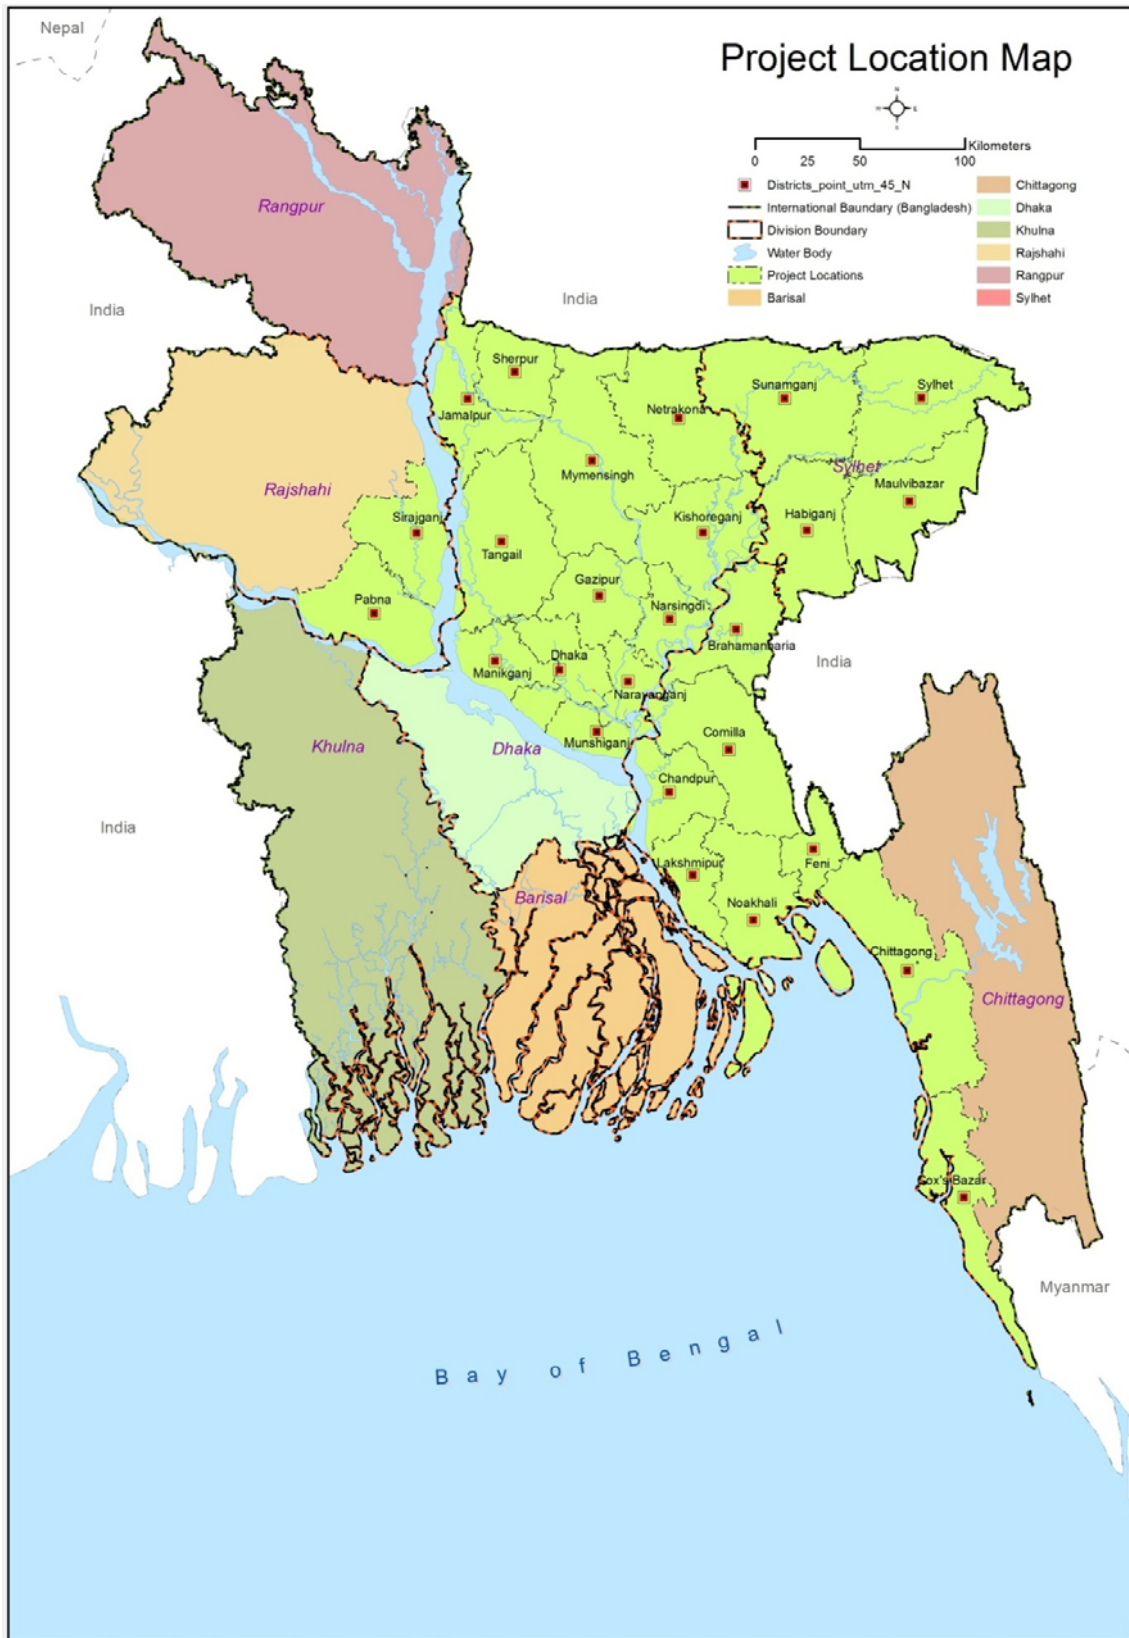 Nepal
Project Location Map
N
W
E
S
Kilometers
0 25 50 100
Districts_point_utm_45_N
International Baundary (Bangladesh)
Division Boundary
Water Body
Project Locations
Barisal
Chittagong
Dhaka
Khulna
Rajshahi
Rangpur
Sylhet
Rangpur
India
India
Sherpur
Jamalpur
Netrakona
Sunamganj
Sylhet
Mymensingh
Sylhet
Maulvibazar
Rajshahi
Sirajganj
Kishoreganj
Habiganj
Tangail
Gazipur
Pabna
Narsingdi
Brahamanbaria
India
Manikganj
Dhaka
Narayanganj
Khulna
Dhaka
Munshiganj
Comilla
Chandpur
India
Lakshmipur
Feni
Barisal
Noakhali
Chittagong
Chittagong
Cox's Bazar
Myanmar
Bay of Bengal